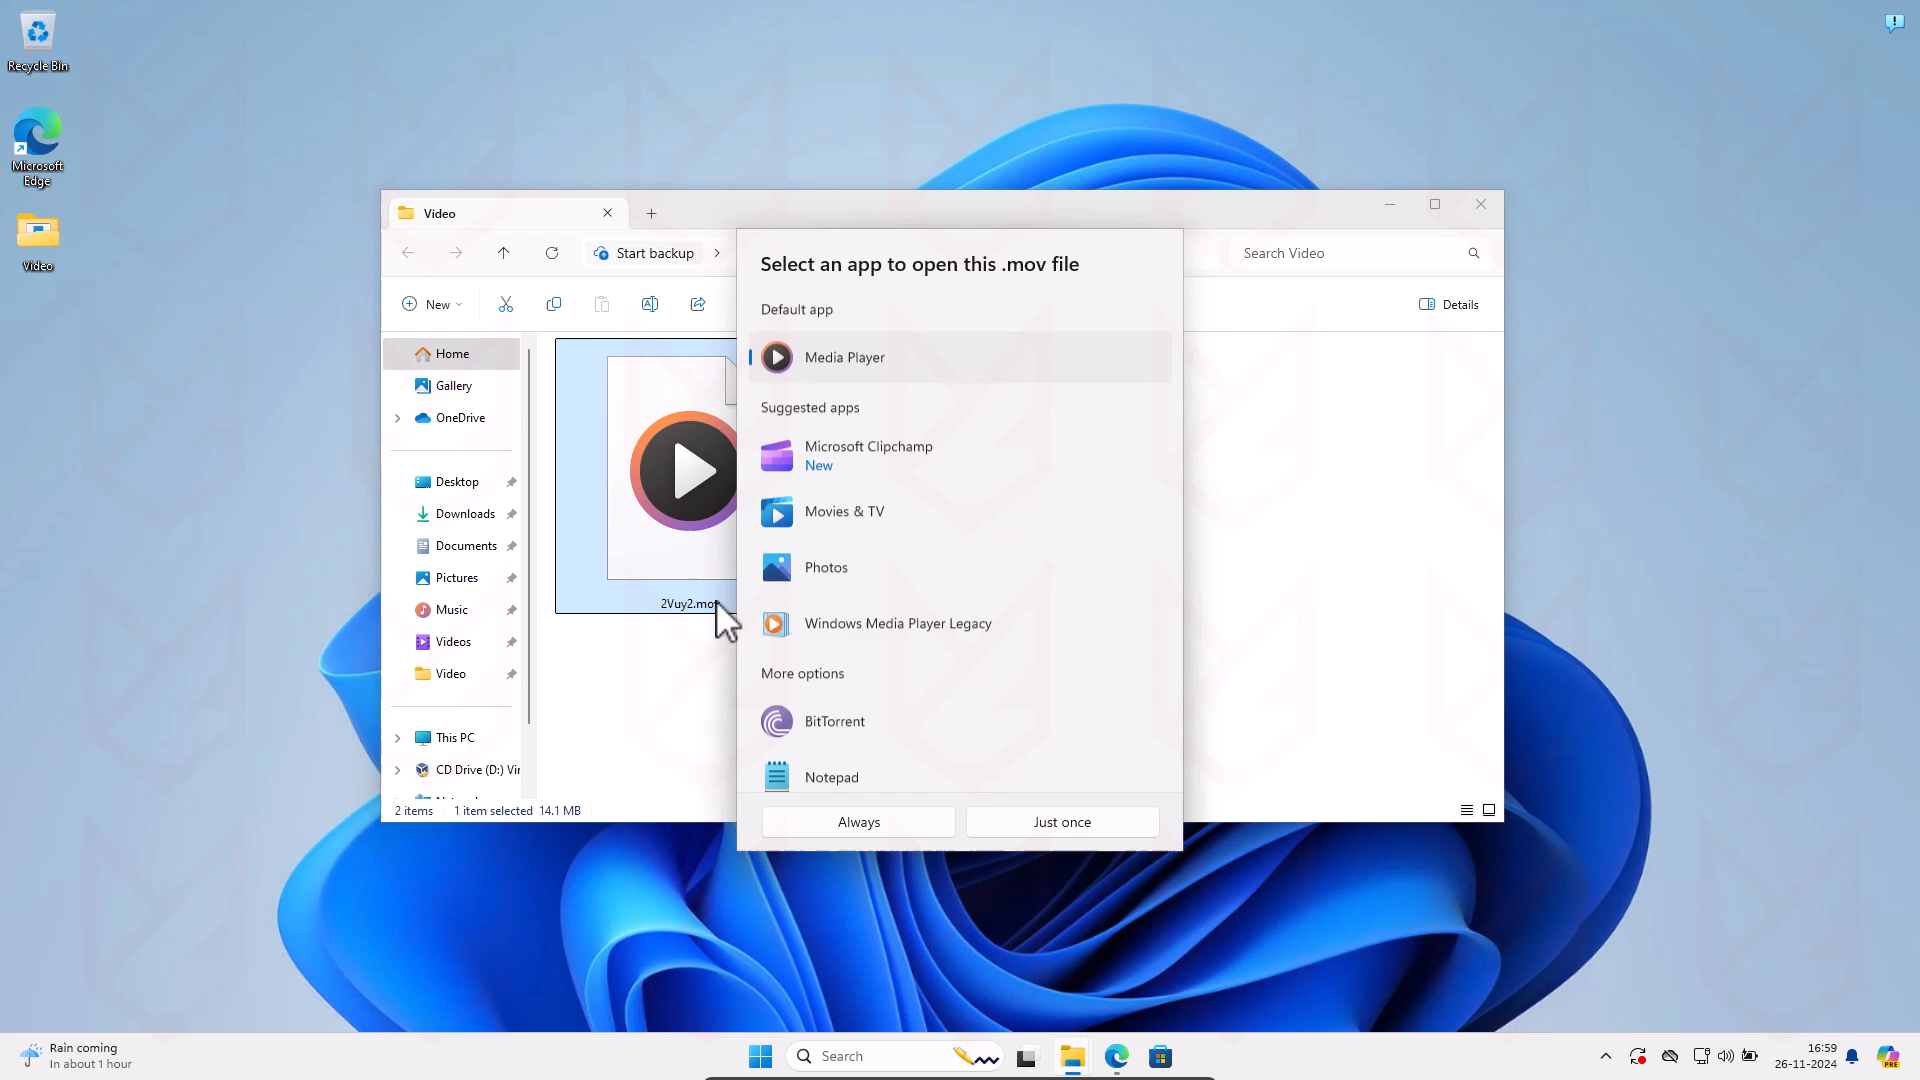 Recycle Bin
Microsoft
Edge
Video
Video
Start backup
Search Video
New
Details
Home
Gallery
OneDrive
Desktop
Downloads
Documents
Pictures
Music
Videos
Video
This PC
CD Drive (D:) Vir
2Vuy2.mov
2 items
1 item selected
14.1 MB
Select an app to open this .mov file
Default app
Media Player
Suggested apps
Microsoft Clipchamp
New
Movies & TV
Photos
Windows Media Player Legacy
More options
BitTorrent
Notepad
Always
Just once
Rain coming
In about 1 hour
Search
16:59
26-11-2024
PRE